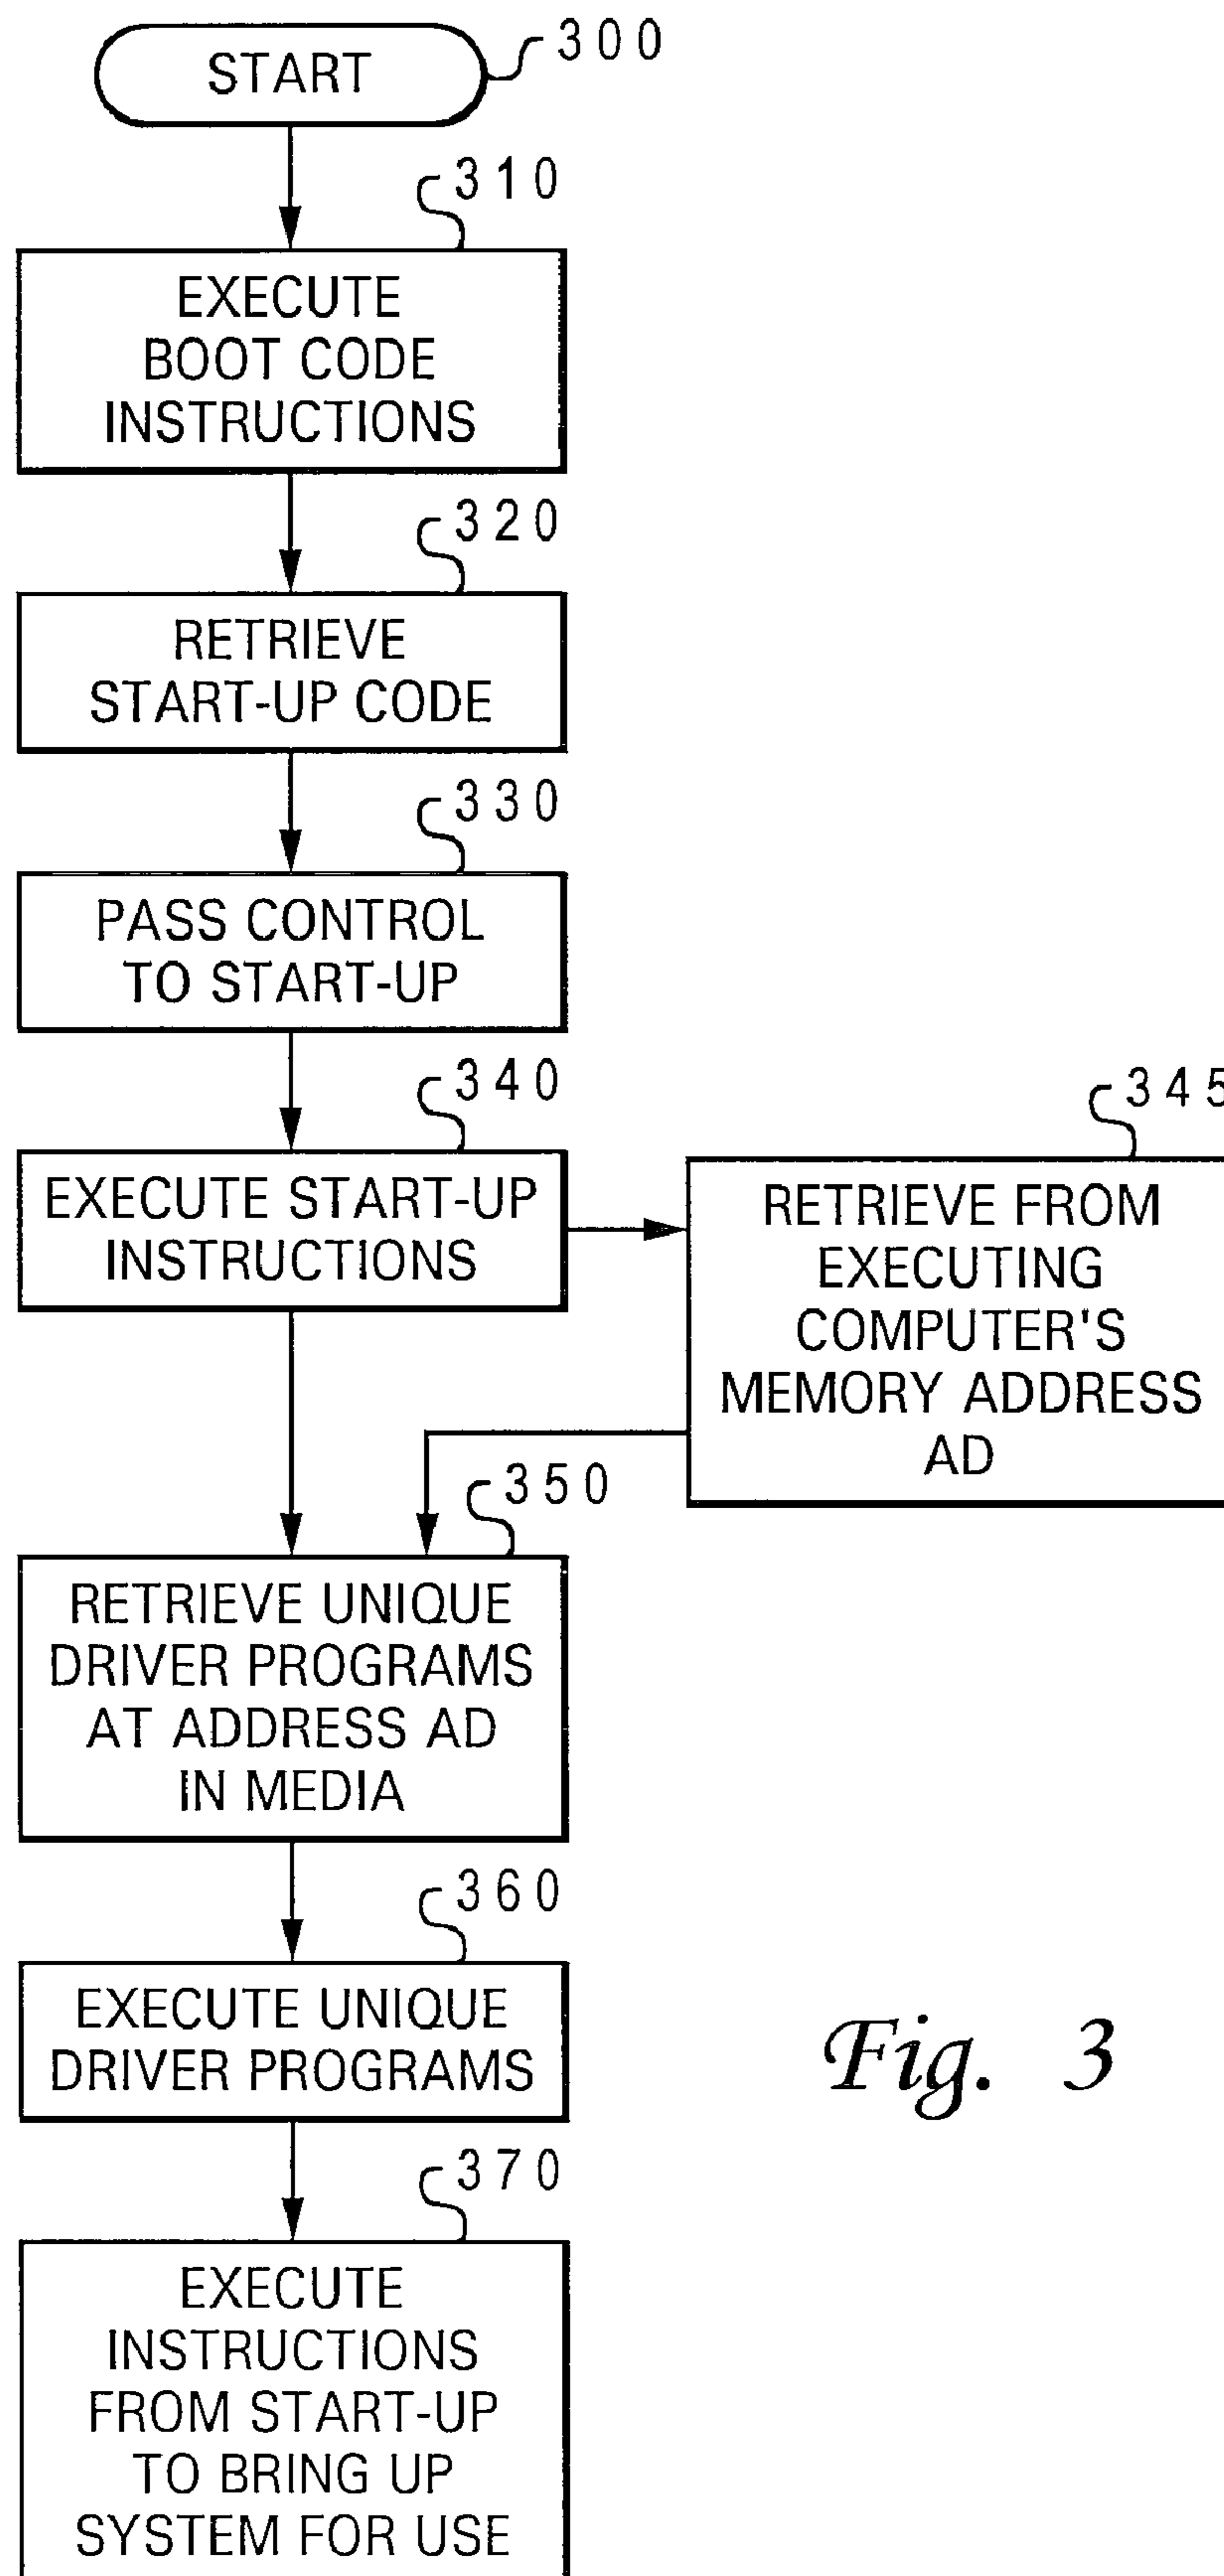 START
300
310
EXECUTE
BOOT CODE
INSTRUCTIONS
320
RETRIEVE
START-UP CODE
330
PASS CONTROL
TO START-UP
340
EXECUTE START-UP
INSTRUCTIONS
345
RETRIEVE FROM
EXECUTING
COMPUTER'S
MEMORY ADDRESS
AD
350
RETRIEVE UNIQUE
DRIVER PROGRAMS
AT ADDRESS AD
IN MEDIA
360
EXECUTE UNIQUE
DRIVER PROGRAMS
370
EXECUTE
INSTRUCTIONS
FROM START-UP
TO BRING UP
SYSTEM FOR USE
Fig. 3